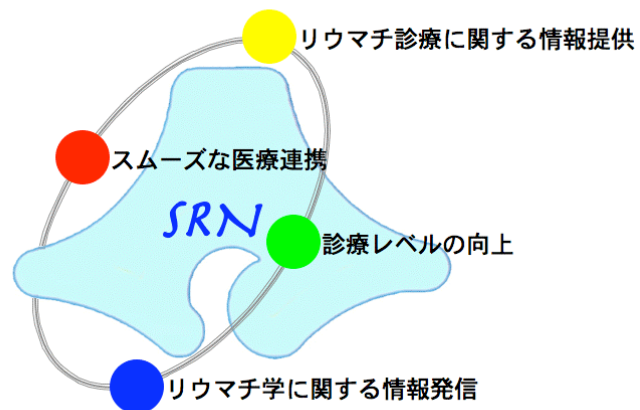 リウマチ診療に関する情報提供
スムーズな医療連携
SRN
診療レベルの向上
リウマチ学に関する情報発信